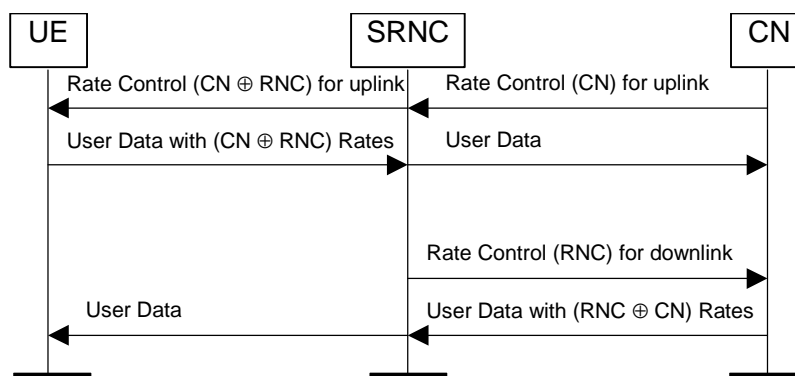 UE
SRNC
CN
Rate Control (CN ⊕ RNC) for uplink
Rate Control (CN) for uplink
User Data with (CN ⊕ RNC) Rates
User Data
Rate Control (RNC) for downlink
User Data
User Data with (RNC ⊕ CN) Rates